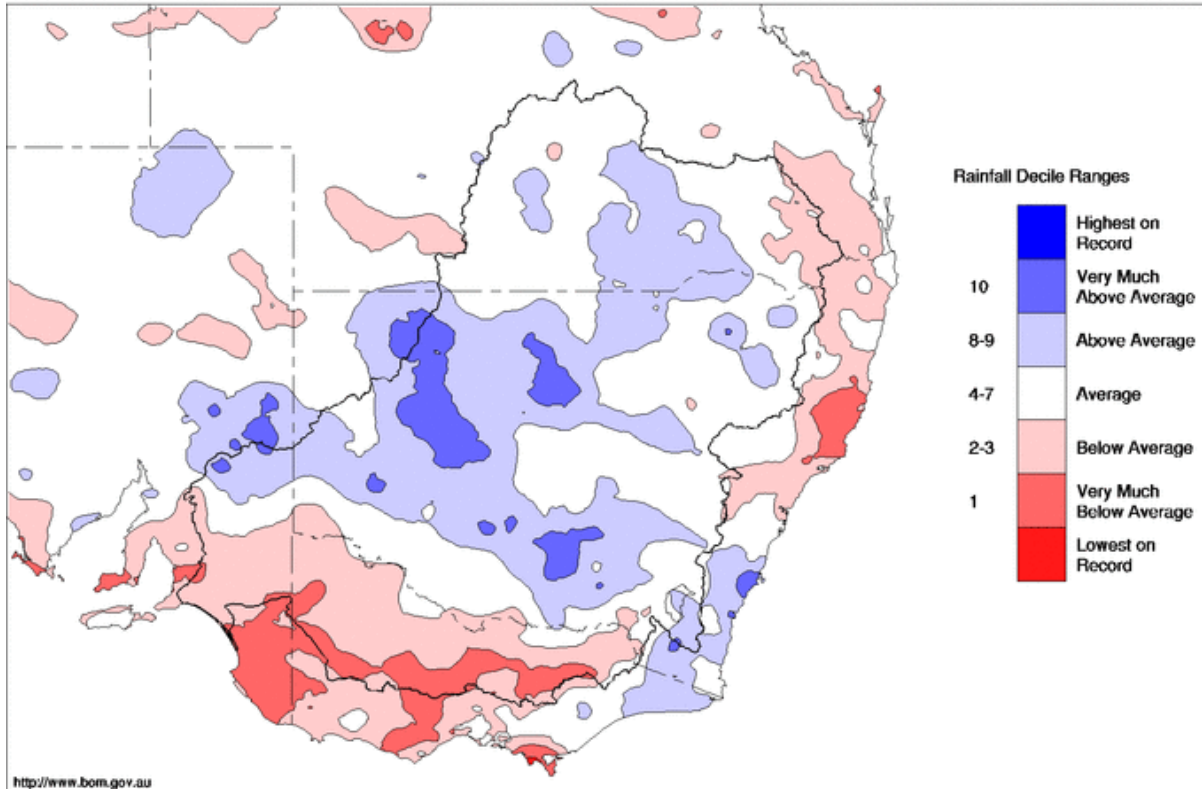 Rainfall Decile Ranges
Highest on
Record
10
Very Much
Above Average
8-9
Above Average
4-7
Average
2-3
Below Average
1
Very Much
Below Average
Lowest on
Record
http://www.bom.gov.au